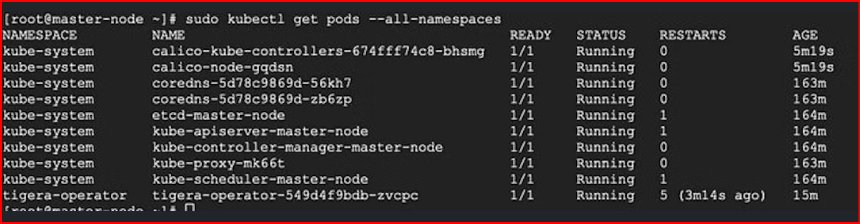 [root@master-node ~]# sudo kubectl get pods --all-namespaces
NAMESPACE NAME READY STATUS RESTARTS AGE
kube-system calico-kube-controllers-674fff74c8-bhsmg 1/1 Running 0 5m19s
kube-system calico-node-gqdsn 1/1 Running 0 5m19s
kube-system coredns-5d78c9869d-56kh7 1/1 Running 0 163m
kube-system coredns-5d78c9869d-zb6zp 1/1 Running 0 163m
kube-system etcd-master-node 1/1 Running 1 164m
kube-system kube-apiserver-master-node 1/1 Running 1 164m
kube-system kube-controller-manager-master-node 1/1 Running 0 164m
kube-system kube-proxy-mk66t 1/1 Running 0 163m
kube-system kube-scheduler-master-node 1/1 Running 1 164m
tigera-operator tigera-operator-549d4f9bdb-zvcpc 1/1 Running 5 (3m14s ago) 15m
[root@master-node ~]#